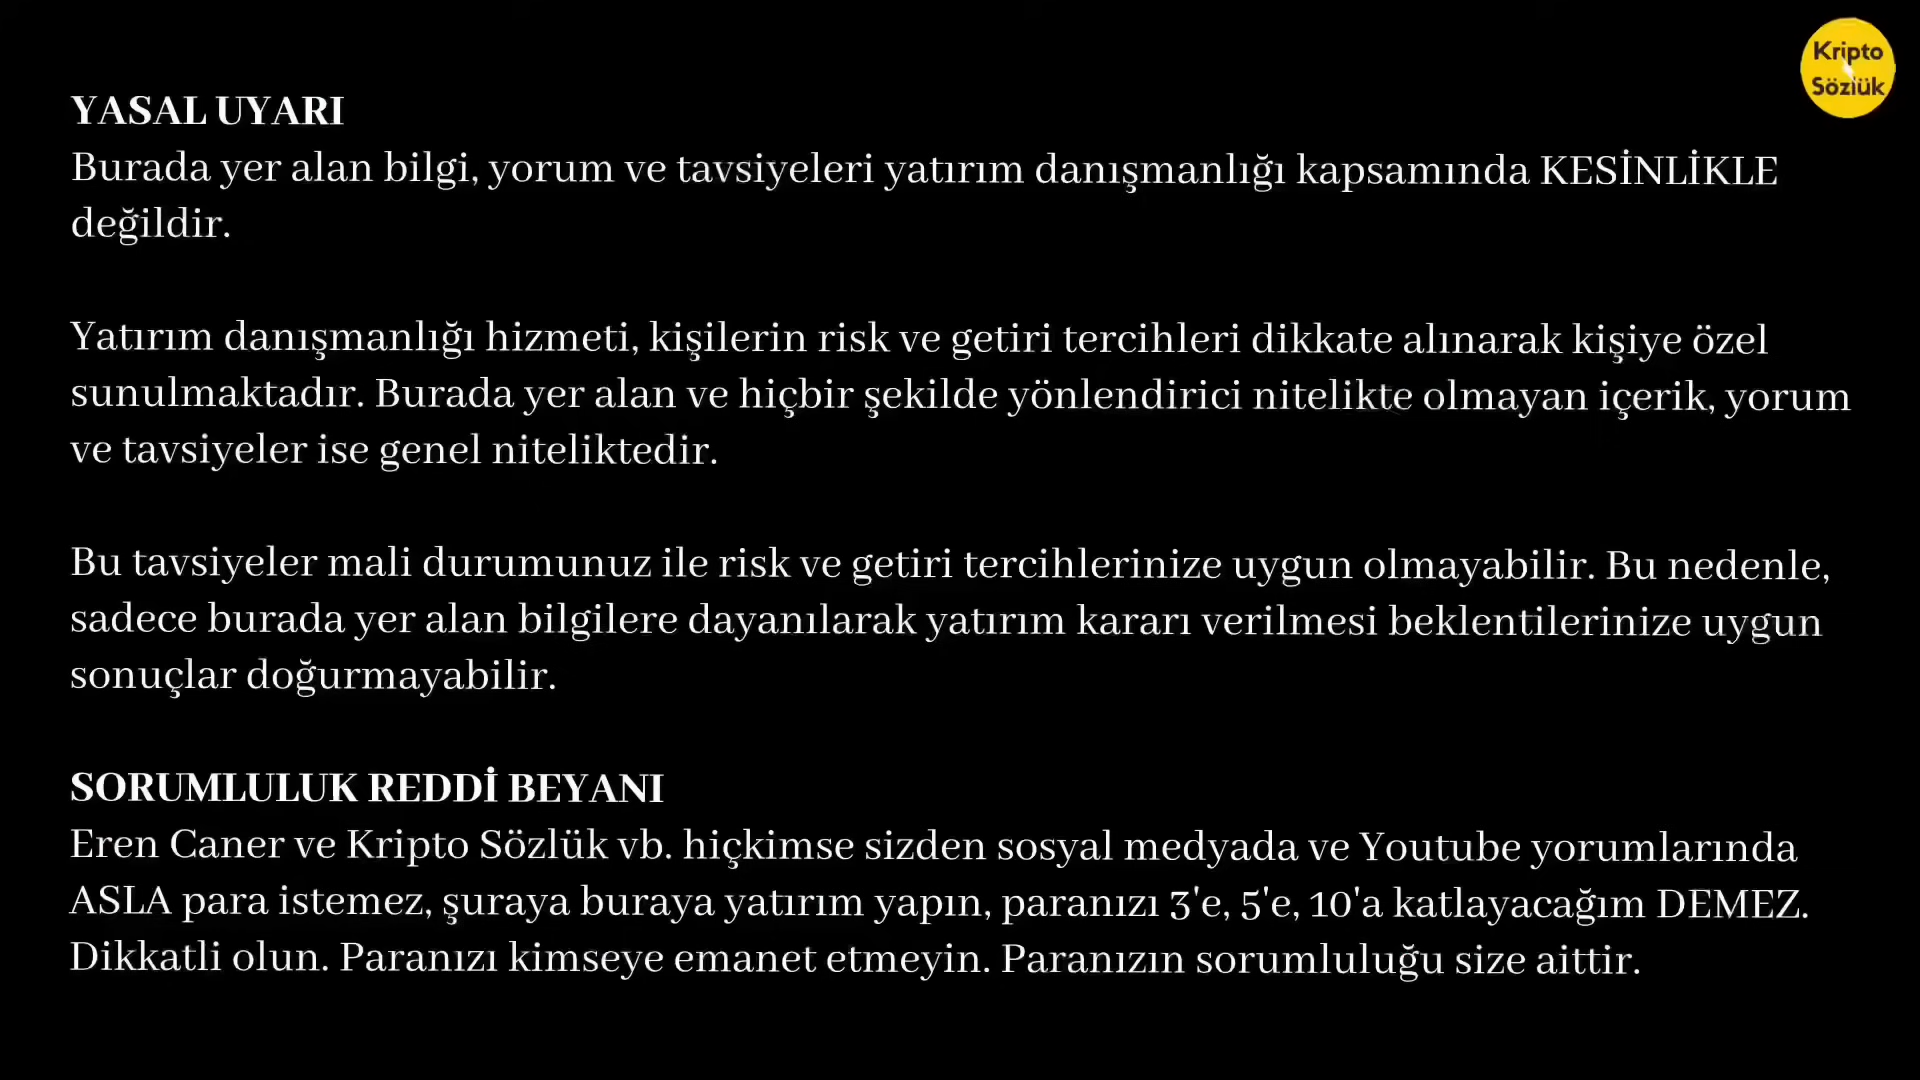 Kripto
Sözlük
YASAL UYARI
Burada yer alan bilgi, yorum ve tavsiyeleri yatırım danışmanlığı kapsamında KESİNLİKLE
değildir.
Yatırım danışmanlığı hizmeti, kişilerin risk ve getiri tercihleri dikkate alınarak kişiye özel
sunulmaktadır. Burada yer alan ve hiçbir şekilde yönlendirici nitelikte olmayan içerik, yorum
ve tavsiyeler ise genel niteliktedir.
Bu tavsiyeler mali durumunuz ile risk ve getiri tercihlerinize uygun olmayabilir. Bu nedenle,
sadece burada yer alan bilgilere dayanılarak yatırım kararı verilmesi beklentilerinize uygun
sonuçlar doğurmayabilir.
SORUMLULUK REDDİ BEYANI
Eren Caner ve Kripto Sözlük vb. hiçkimse sizden sosyal medyada ve Youtube yorumlarında
ASLA para istemez, şuraya buraya yatırım yapın, paranızı 3'e, 5'e, 10'a katlayacağım DEMEZ.
Dikkatli olun. Paranızı kimseye emanet etmeyin. Paranızın sorumluluğu size aittir.